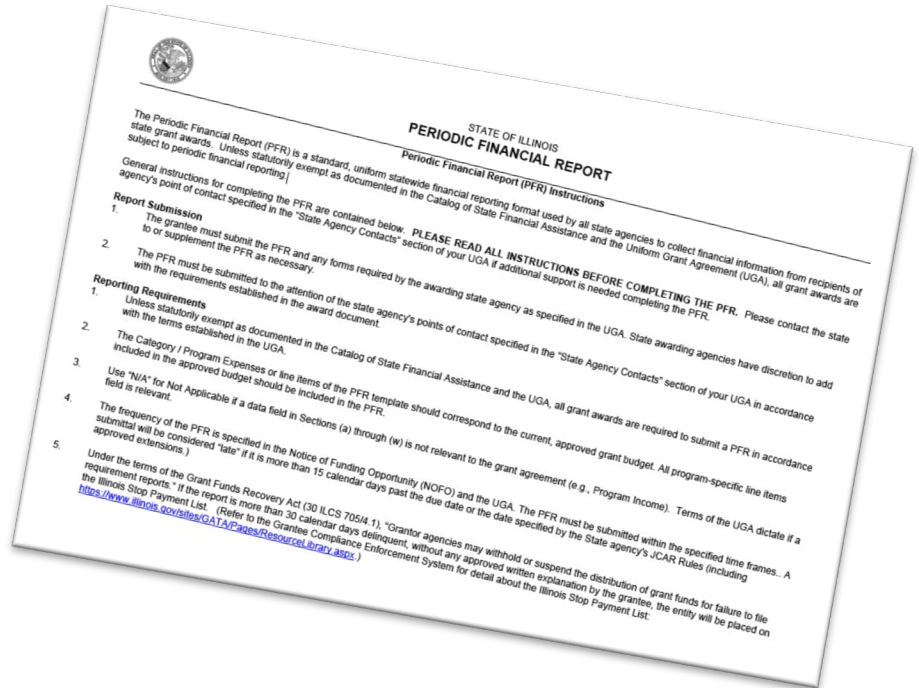 STATE OF ILLINOIS
PERIODIC FINANCIAL REPORT
Periodic Financial Report (PFR) Instructions
The Periodic Financial Report (PFR) is a standard, uniform statewide financial reporting format used by all state agencies to collect financial information from recipients of
state grant awards. Unless statutorily exempt as documented in the Catalog of State Financial Assistance and the Uniform Grant Agreement (UGA), all grant awards are
subject to periodic financial reporting.
General instructions for completing the PFR are contained below. PLEASE READ ALL INSTRUCTIONS BEFORE COMPLETING THE PFR. Please contact the state
agency's point of contact specified in the "State Agency Contacts" section of your UGA if additional support is needed completing the PFR.
Report Submission
1. The grantee must submit the PFR and any forms required by the awarding state agency as specified in the UGA. State awarding agencies have discretion to add
to or supplement the PFR as necessary.
2. The PFR must be submitted to the attention of the state agency's points of contact specified in the "State Agency Contacts" section of your UGA in accordance
with the requirements established in the award document.
Reporting Requirements
1. Unless statutorily exempt as documented in the Catalog of State Financial Assistance and the UGA, all grant awards are required to submit a PFR in accordance
with the terms established in the UGA.
2. The Category / Program Expenses or line items of the PFR template should correspond to the current, approved grant budget. All program-specific line items
included in the approved budget should be included in the PFR.
3. Use "N/A" for Not Applicable if a data field in Sections (a) through (w) is not relevant to the grant agreement (e.g., Program Income). Terms of the UGA dictate if a
field is relevant.
4. The frequency of the PFR is specified in the Notice of Funding Opportunity (NOFO) and the UGA. The PFR must be submitted within the specified time frames.. A
submittal will be considered "late" if it is more than 15 calendar days past the due date or the date specified by the State agency's JCAR Rules (including
approved extensions.)
5. Under the terms of the Grant Funds Recovery Act (30 ILCS 705/4.1), "Grantor agencies may withhold or suspend the distribution of grant funds for failure to file
requirement reports." If the report is more than 30 calendar days delinquent, without any approved written explanation by the grantee, the entity will be placed on
the Illinois Stop Payment List. (Refer to the Grantee Compliance Enforcement System for detail about the Illinois Stop Payment List:
https://www.illinois.gov/sites/GATA/Pages/ResourceLibrary.aspx.)